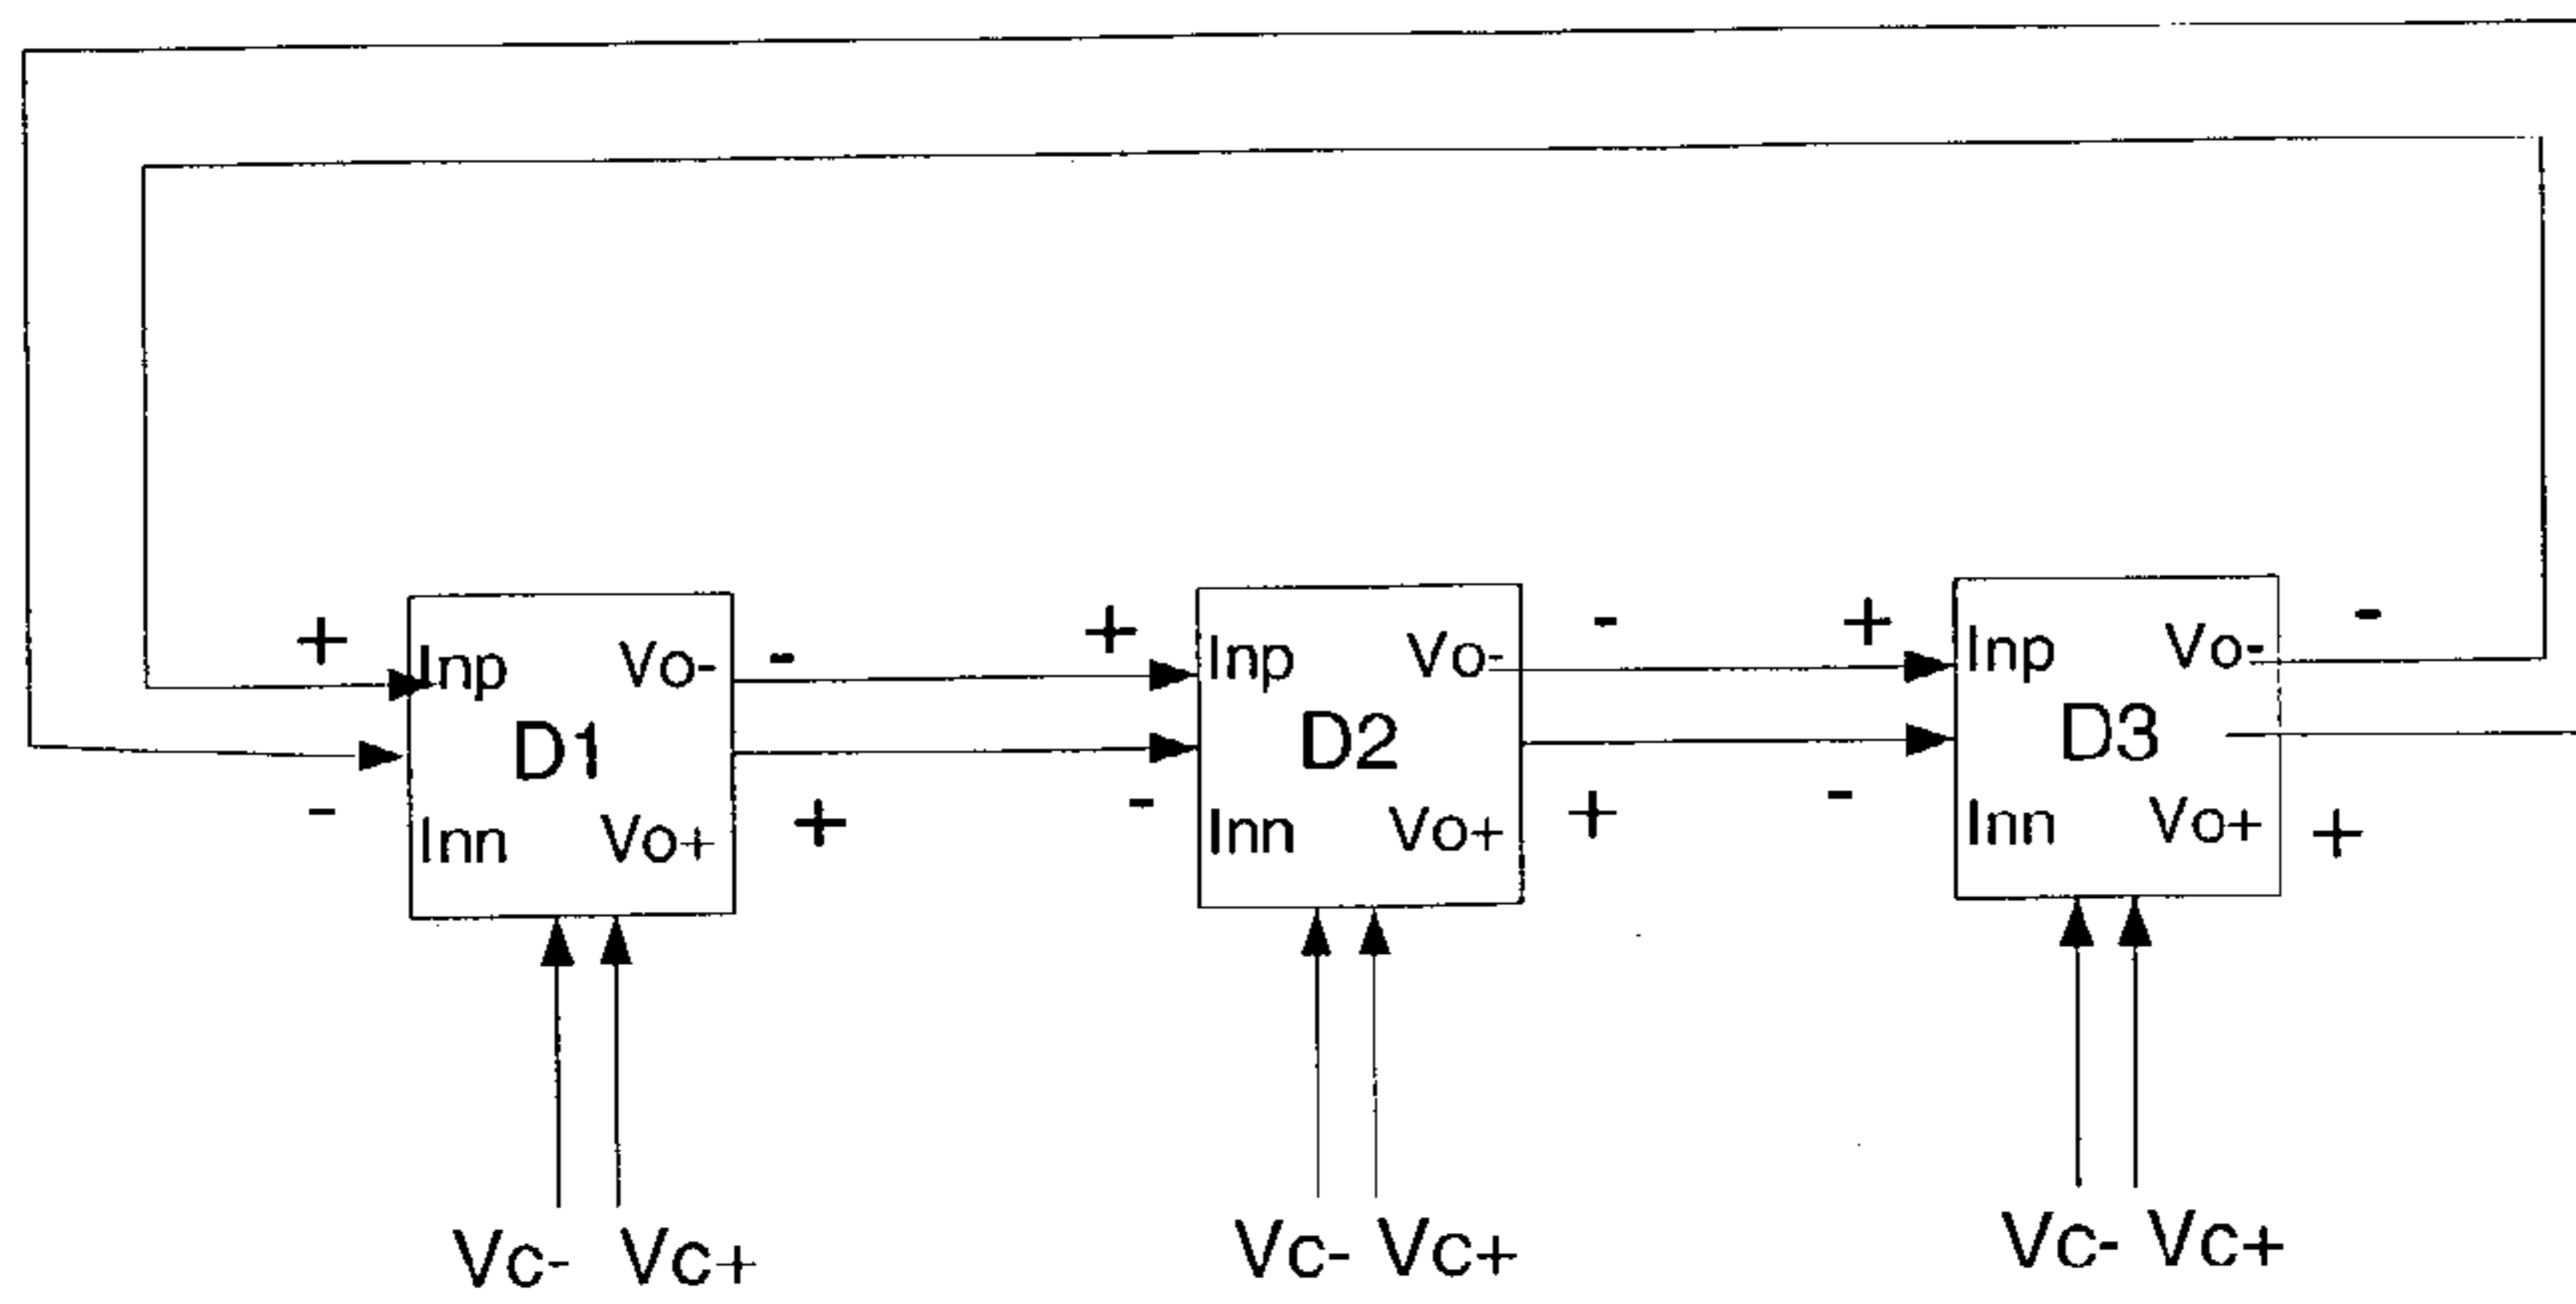 + - + - + -
Inp Vo- Inp Vo- Inp Vo-
D1 D2 D3
- + - + - +
Inn Vo+ Inn Vo+ Inn Vo+
Vc- Vc+ Vc- Vc+ Vc- Vc+